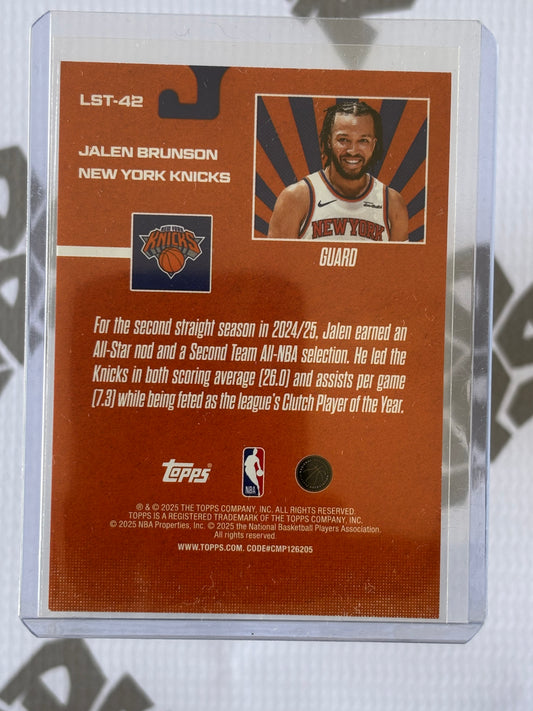 LST-42
JALEN BRUNSON
NEW YORK KNICKS
NEW YORK
GUARD
NEW YORK
KNICKS
For the second straight season in 2024/25, Jalen earned an
All-Star nod and a Second Team All-NBA selection. He led the
Knicks in both scoring average (26.0) and assists per game
(7.3) while being feted as the league's Clutch Player of the Year.
topps®
NBA
® & © 2025 THE TOPPS COMPANY, INC. ALL RIGHTS RESERVED.
TOPPS IS A REGISTERED TRADEMARK OF THE TOPPS COMPANY, INC.
© 2025 NBA Properties, Inc. © 2025 the National Basketball Players Association.
All rights reserved.
WWW.TOPPS.COM. CODE#CMP126205